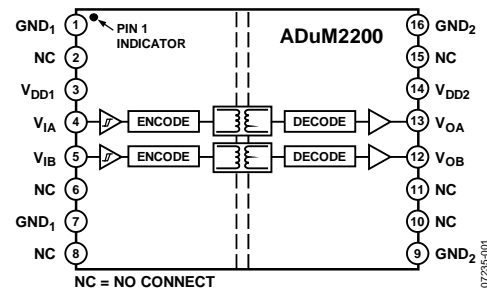 GND1 1 PIN 1 INDICATOR ADuM2200 16 GND2
NC 2 15 NC
VDD1 3 14 VDD2
VIA 4 ENCODE DECODE 13 VOA
VIB 5 ENCODE DECODE 12 VOB
NC 6 11 NC
GND1 7 10 NC
NC 8 9 GND2
NC = NO CONNECT
07235-001